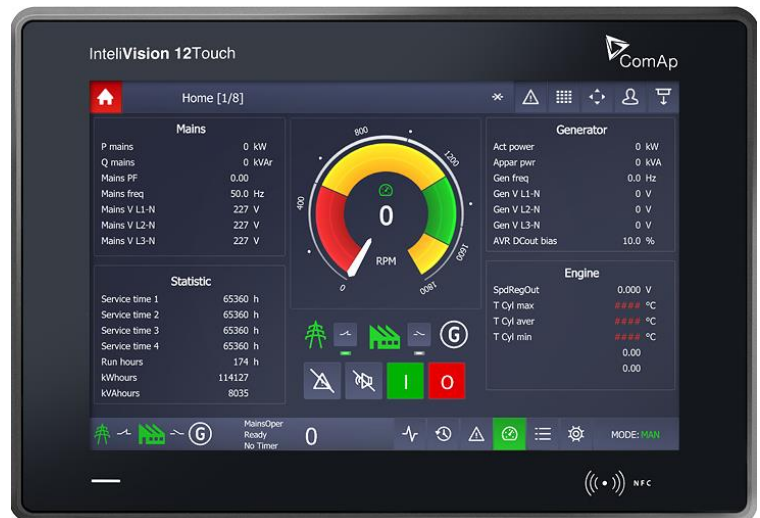 InteliVision 12Touch
ComAp
Home [1/8]
Mains
P mains 0 kW
Q mains 0 kVAr
Mains PF 0.00
Mains freq 50.0 Hz
Mains V L1-N 227 V
Mains V L2-N 227 V
Mains V L3-N 227 V
Statistic
Service time 1 65360 h
Service time 2 65360 h
Service time 3 65360 h
Service time 4 65360 h
Run hours 174 h
kWhours 114127
kVAhours 8035
0
400
800
1200
1600
1800
0
RPM
G
I
O
Generator
Act power 0 kW
Appar pwr 0 kVA
Gen freq 0.0 Hz
Gen V L1-N 0 V
Gen V L2-N 0 V
Gen V L3-N 0 V
AVR DCout bias 10.0 %
Engine
SpdRegOut 0.000 V
T Cyl max #### °C
T Cyl aver #### °C
T Cyl min #### °C
0.00
0.00
G
MainsOper
Ready
No Timer
0
MODE: MAN
NFC